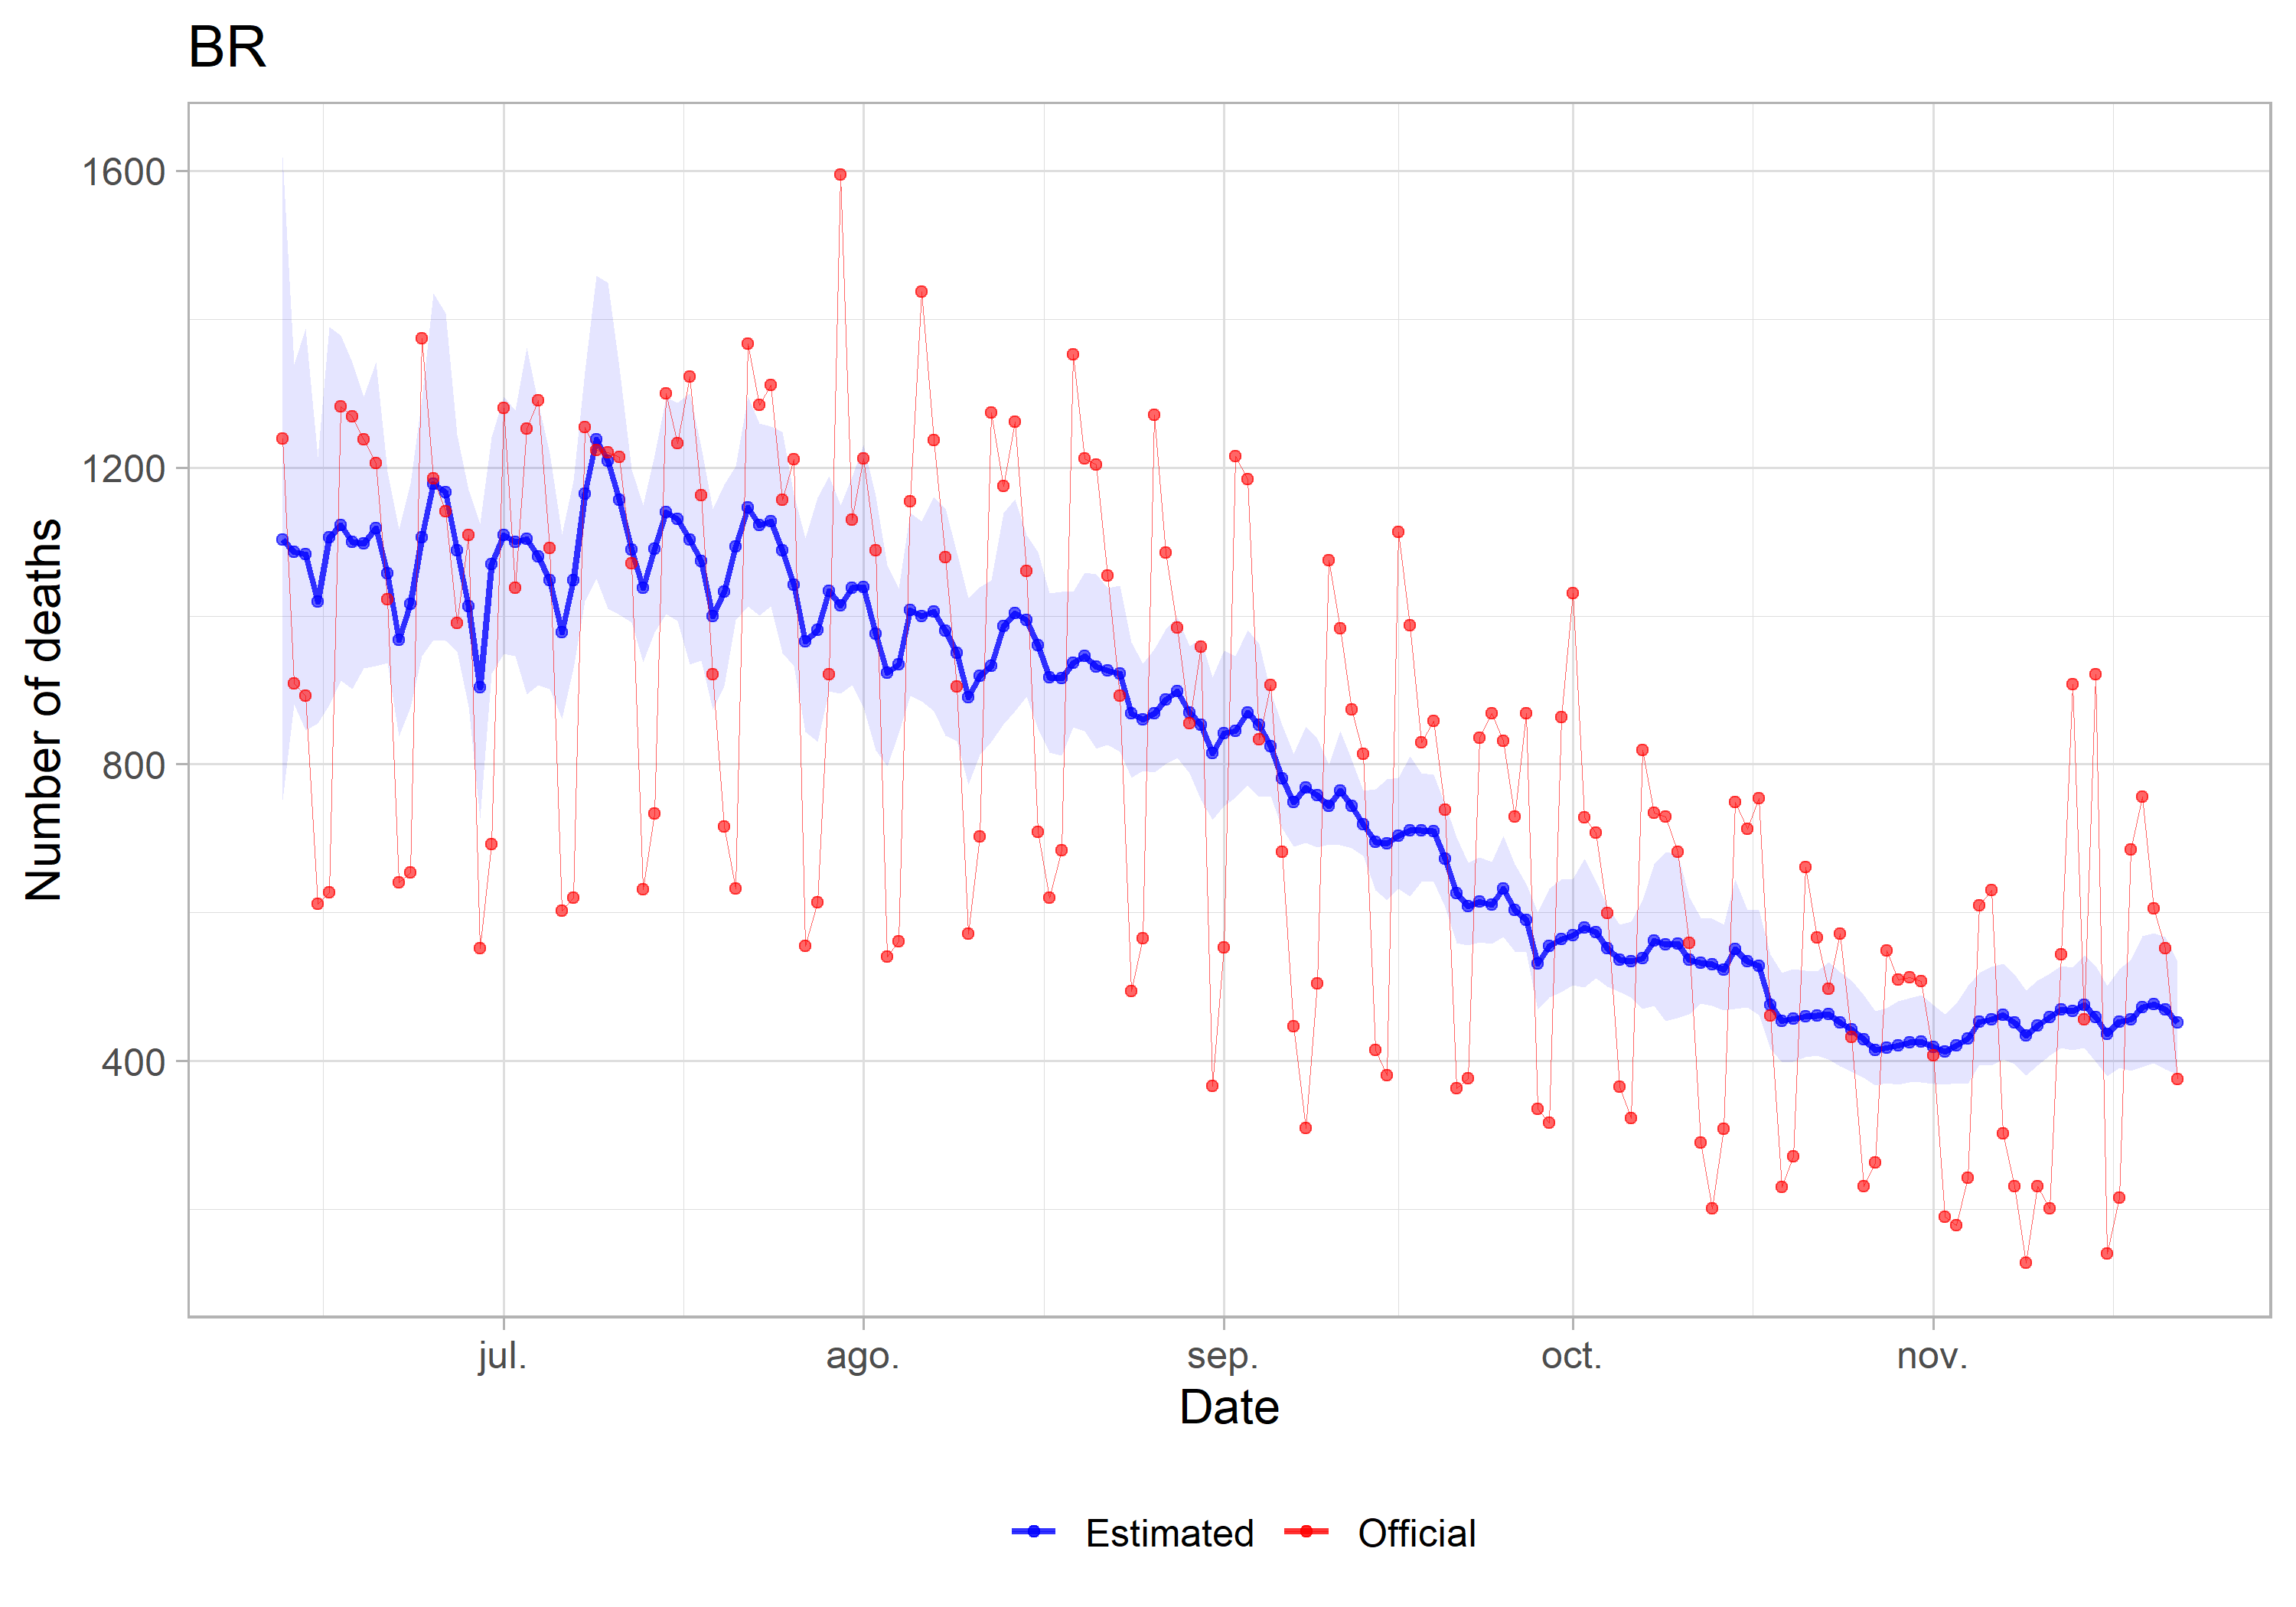 BR
Number of deaths
1600
1200
800
400
jul.
ago.
sep.
oct.
nov.
Date
Estimated
Official